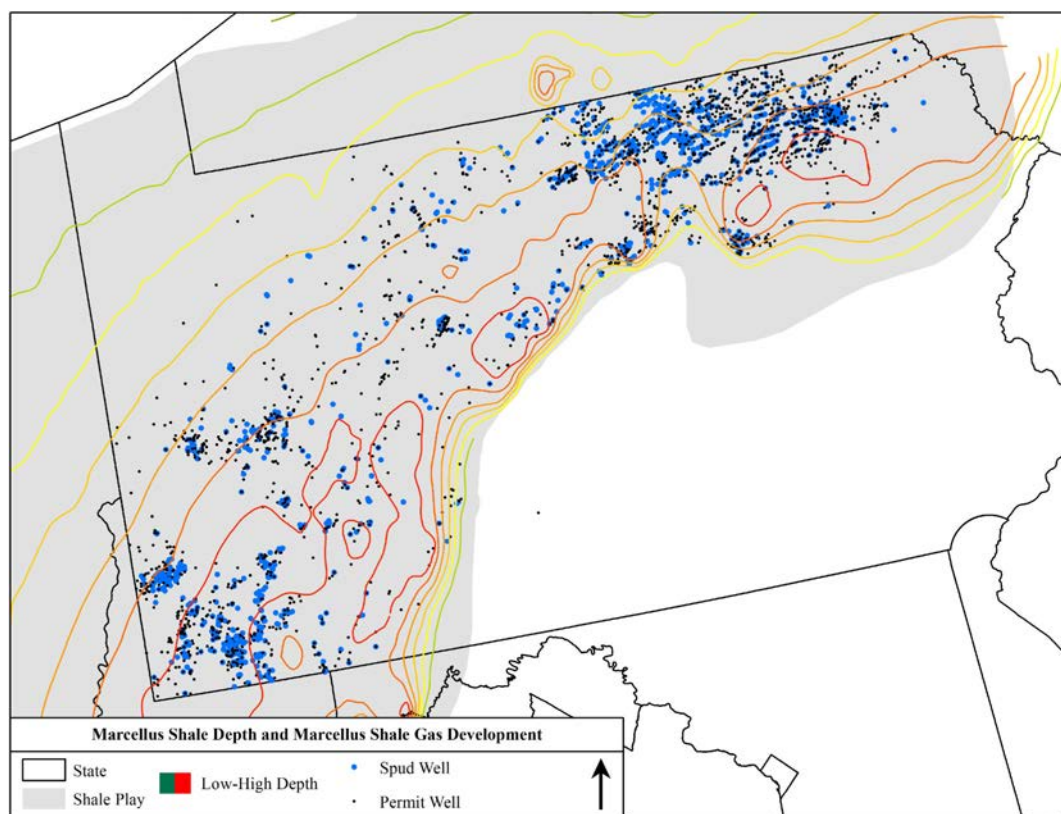 Marcellus Shale Depth and Marcellus Shale Gas Development
State
Low-High Depth
Spud Well
Shale Play
Permit Well